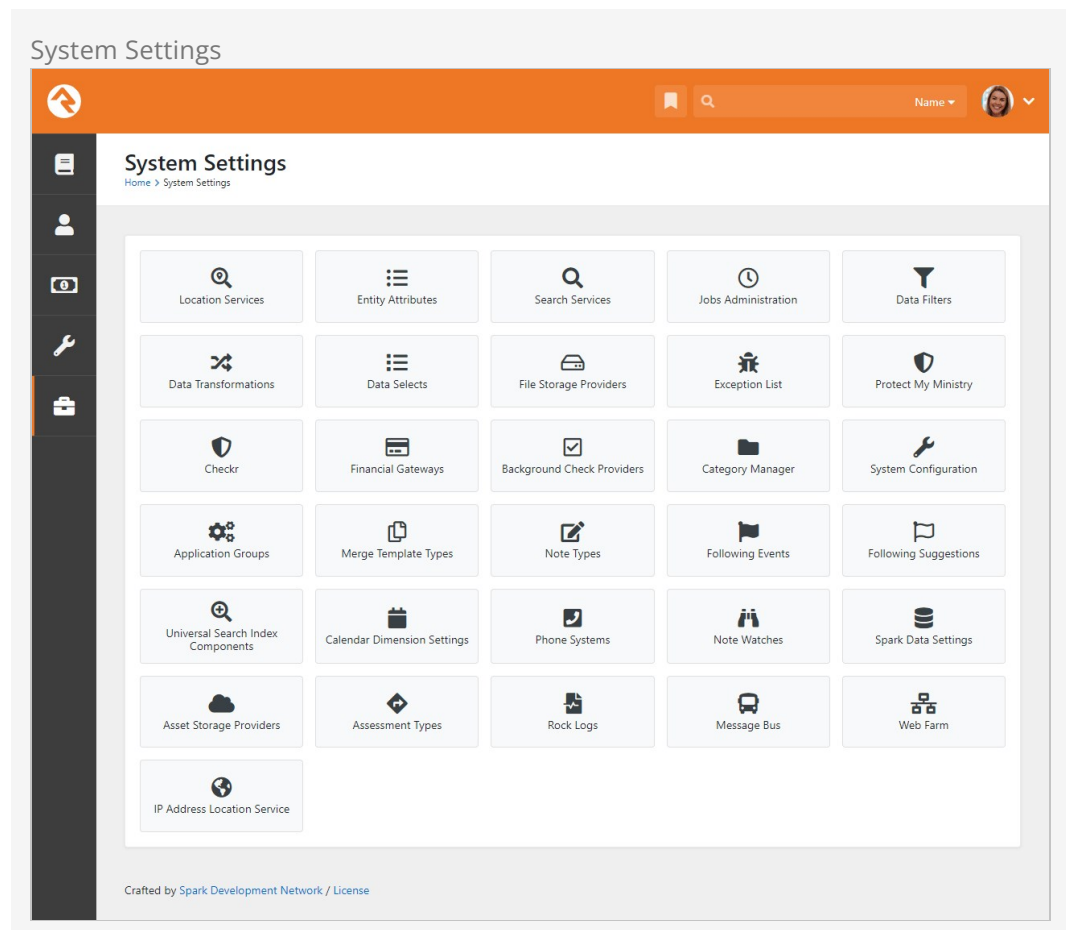 System Settings
Name
System Settings
Home > System Settings
Location Services
Entity Attributes
Search Services
Jobs Administration
Data Filters
Data Transformations
Data Selects
File Storage Providers
Exception List
Protect My Ministry
Checkr
Financial Gateways
Background Check Providers
Category Manager
System Configuration
Application Groups
Merge Template Types
Note Types
Following Events
Following Suggestions
Universal Search Index
Components
Calendar Dimension Settings
Phone Systems
Note Watches
Spark Data Settings
Asset Storage Providers
Assessment Types
Rock Logs
Message Bus
Web Farm
IP Address Location Service
Crafted by Spark Development Network / License